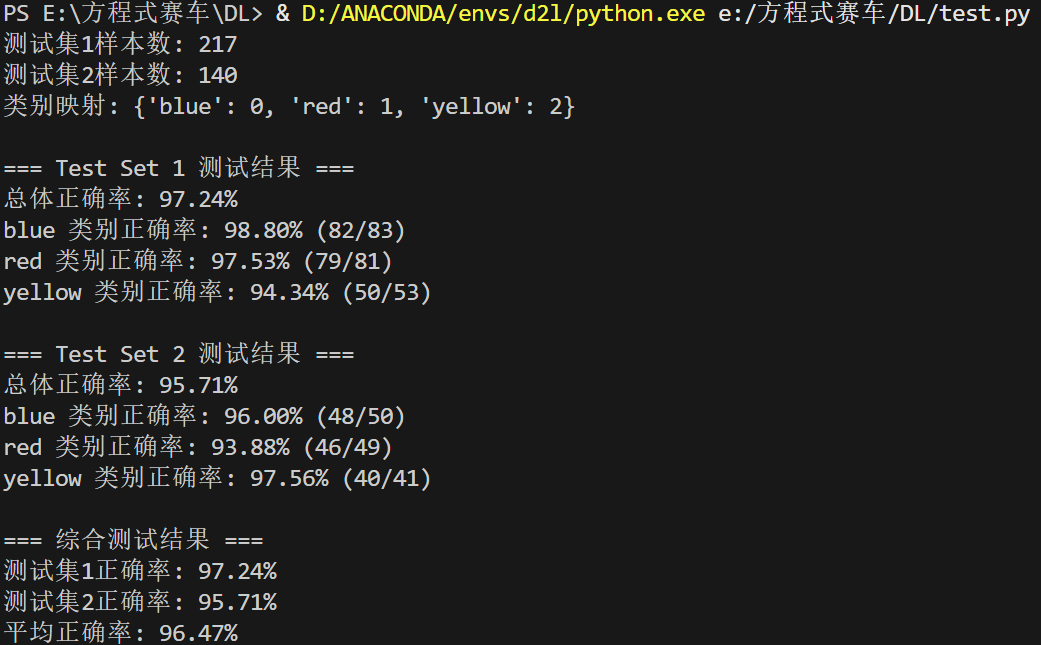 PS E:\方程式赛车\DL> & D:/ANACONDA/envs/d2l/python.exe e:/方程式赛车/DL/test.py
测试集1样本数: 217
测试集2样本数: 140
类别映射: {'blue': 0, 'red': 1, 'yellow': 2}
=== Test Set 1 测试结果 ===
总体正确率: 97.24%
blue 类别正确率: 98.80% (82/83)
red 类别正确率: 97.53% (79/81)
yellow 类别正确率: 94.34% (50/53)
=== Test Set 2 测试结果 ===
总体正确率: 95.71%
blue 类别正确率: 96.00% (48/50)
red 类别正确率: 93.88% (46/49)
yellow 类别正确率: 97.56% (40/41)
=== 综合测试结果 ===
测试集1正确率: 97.24%
测试集2正确率: 95.71%
平均正确率: 96.47%